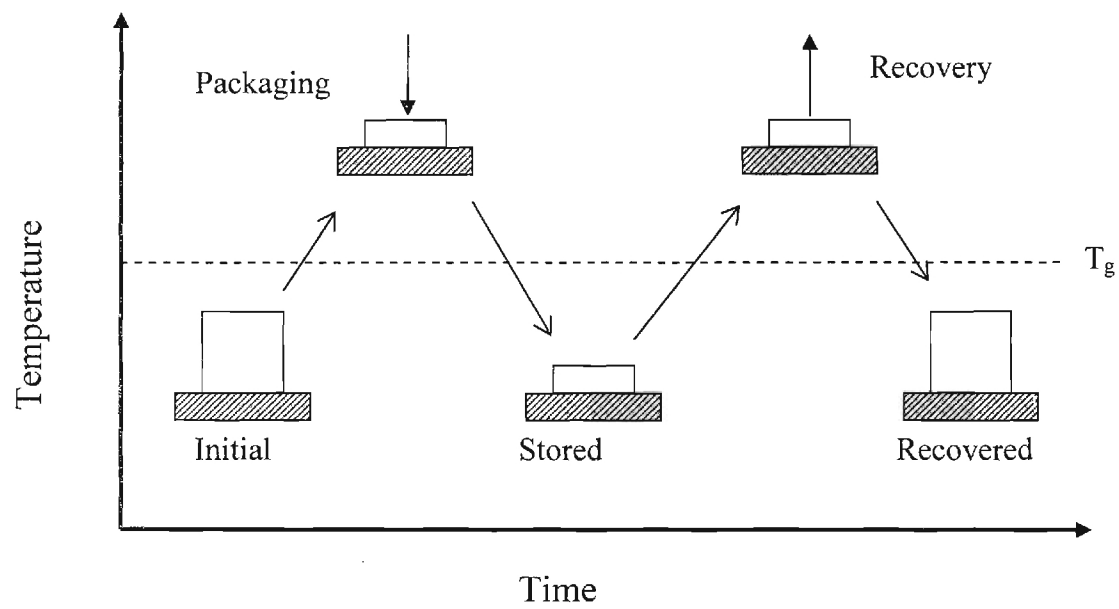 Packaging
Recovery
Temperature
Tg
Initial
Stored
Recovered
Time